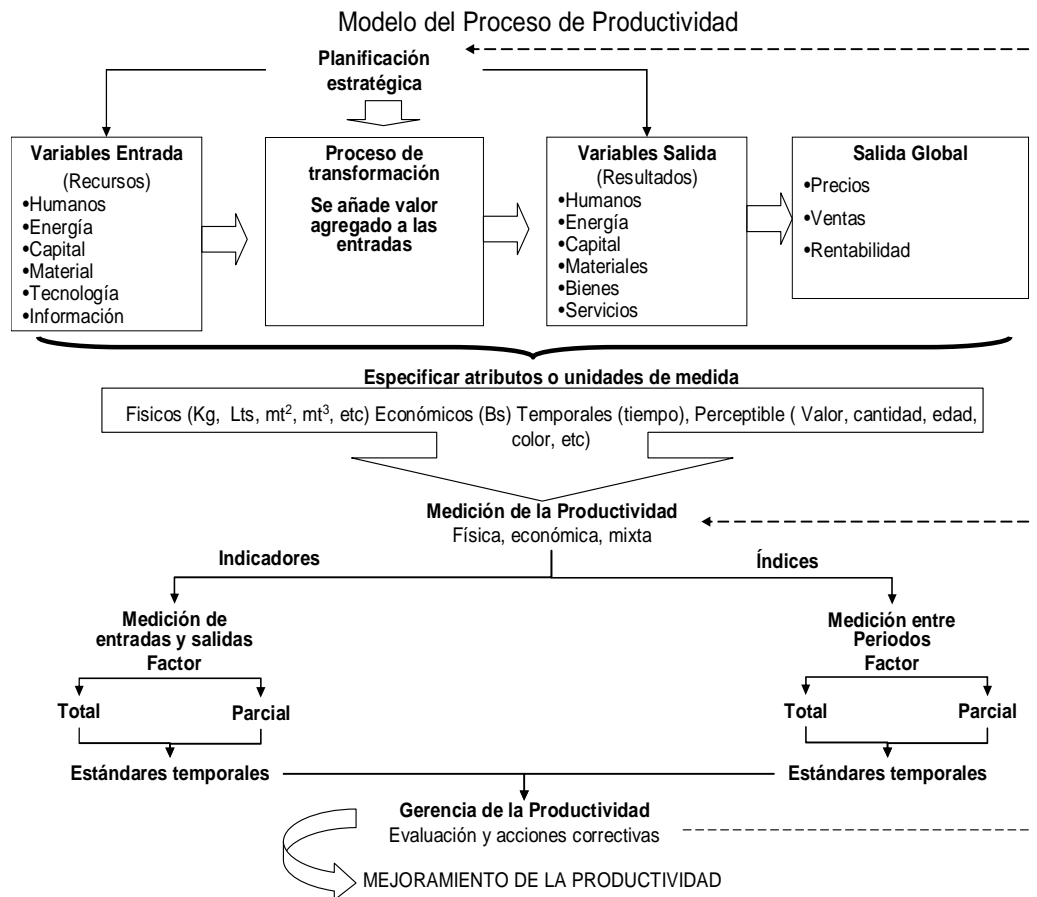 Modelo del Proceso de Productividad
Planificación
estratégica
Variables Entrada
(Recursos)
•Humanos
•Energía
•Capital
•Material
•Tecnología
•Información
Proceso de
transformación
Se añade valor
agregado a las
entradas
Variables Salida
(Resultados)
•Humanos
•Energía
•Capital
•Materiales
•Bienes
•Servicios
Salida Global
•Precios
•Ventas
•Rentabilidad
Especificar atributos o unidades de medida
Fisicos (Kg, Lts, mt², mt³, etc) Económicos (Bs) Temporales (tiempo), Perceptible ( Valor, cantidad, edad,
color, etc)
Medición de la Productividad
Física, económica, mixta
Indicadores
Índices
Medición de
entradas y salidas
Factor
Total
Parcial
Estándares temporales
Medición entre
Periodos
Factor
Total
Parcial
Estándares temporales
Gerencia de la Productividad
Evaluación y acciones correctivas
MEJORAMIENTO DE LA PRODUCTIVIDAD